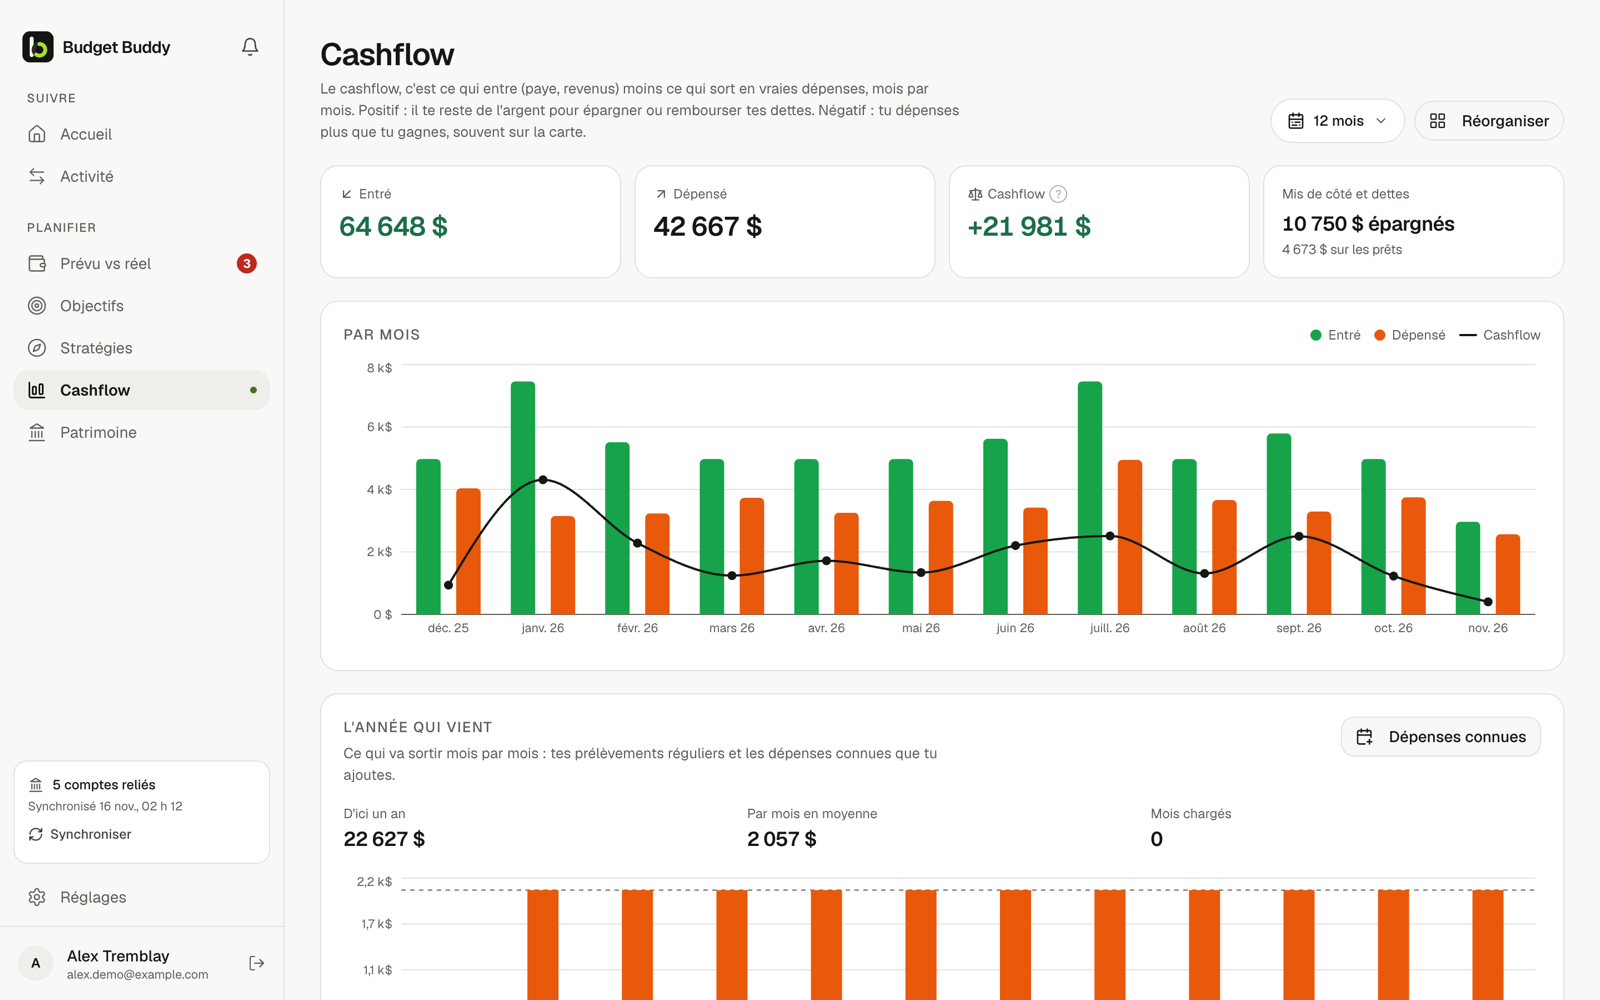 Budget Buddy
SUIVRE
Accueil
Activité
PLANIFIER
Prévu vs réel
3
Objectifs
Stratégies
Cashflow
Patrimoine
5 comptes reliés
Synchronisé 16 nov., 02 h 12
Synchroniser
Réglages
A
Alex Tremblay
alex.demo@example.com
Cashflow
Le cashflow, c'est ce qui entre (paye, revenus) moins ce qui sort en vraies dépenses, mois par
mois. Positif : il te reste de l'argent pour épargner ou rembourser tes dettes. Négatif : tu dépenses
plus que tu gagnes, souvent sur la carte.
12 mois
Réorganiser
Entré
64 648 $
Dépensé
42 667 $
Cashflow ?
+21 981 $
Mis de côté et dettes
10 750 $ épargnés
4 673 $ sur les prêts
PAR MOIS
Entré Dépensé Cashflow
8 k$
6 k$
4 k$
2 k$
0 $
déc. 25 janv. 26 févr. 26 mars 26 avr. 26 mai 26 juin 26 juill. 26 août 26 sept. 26 oct. 26 nov. 26
L'ANNÉE QUI VIENT
Ce qui va sortir mois par mois : tes prélèvements réguliers et les dépenses connues que tu
ajoutes.
Dépenses connues
D'ici un an
22 627 $
Par mois en moyenne
2 057 $
Mois chargés
0
2,2 k$
1,7 k$
1,1 k$